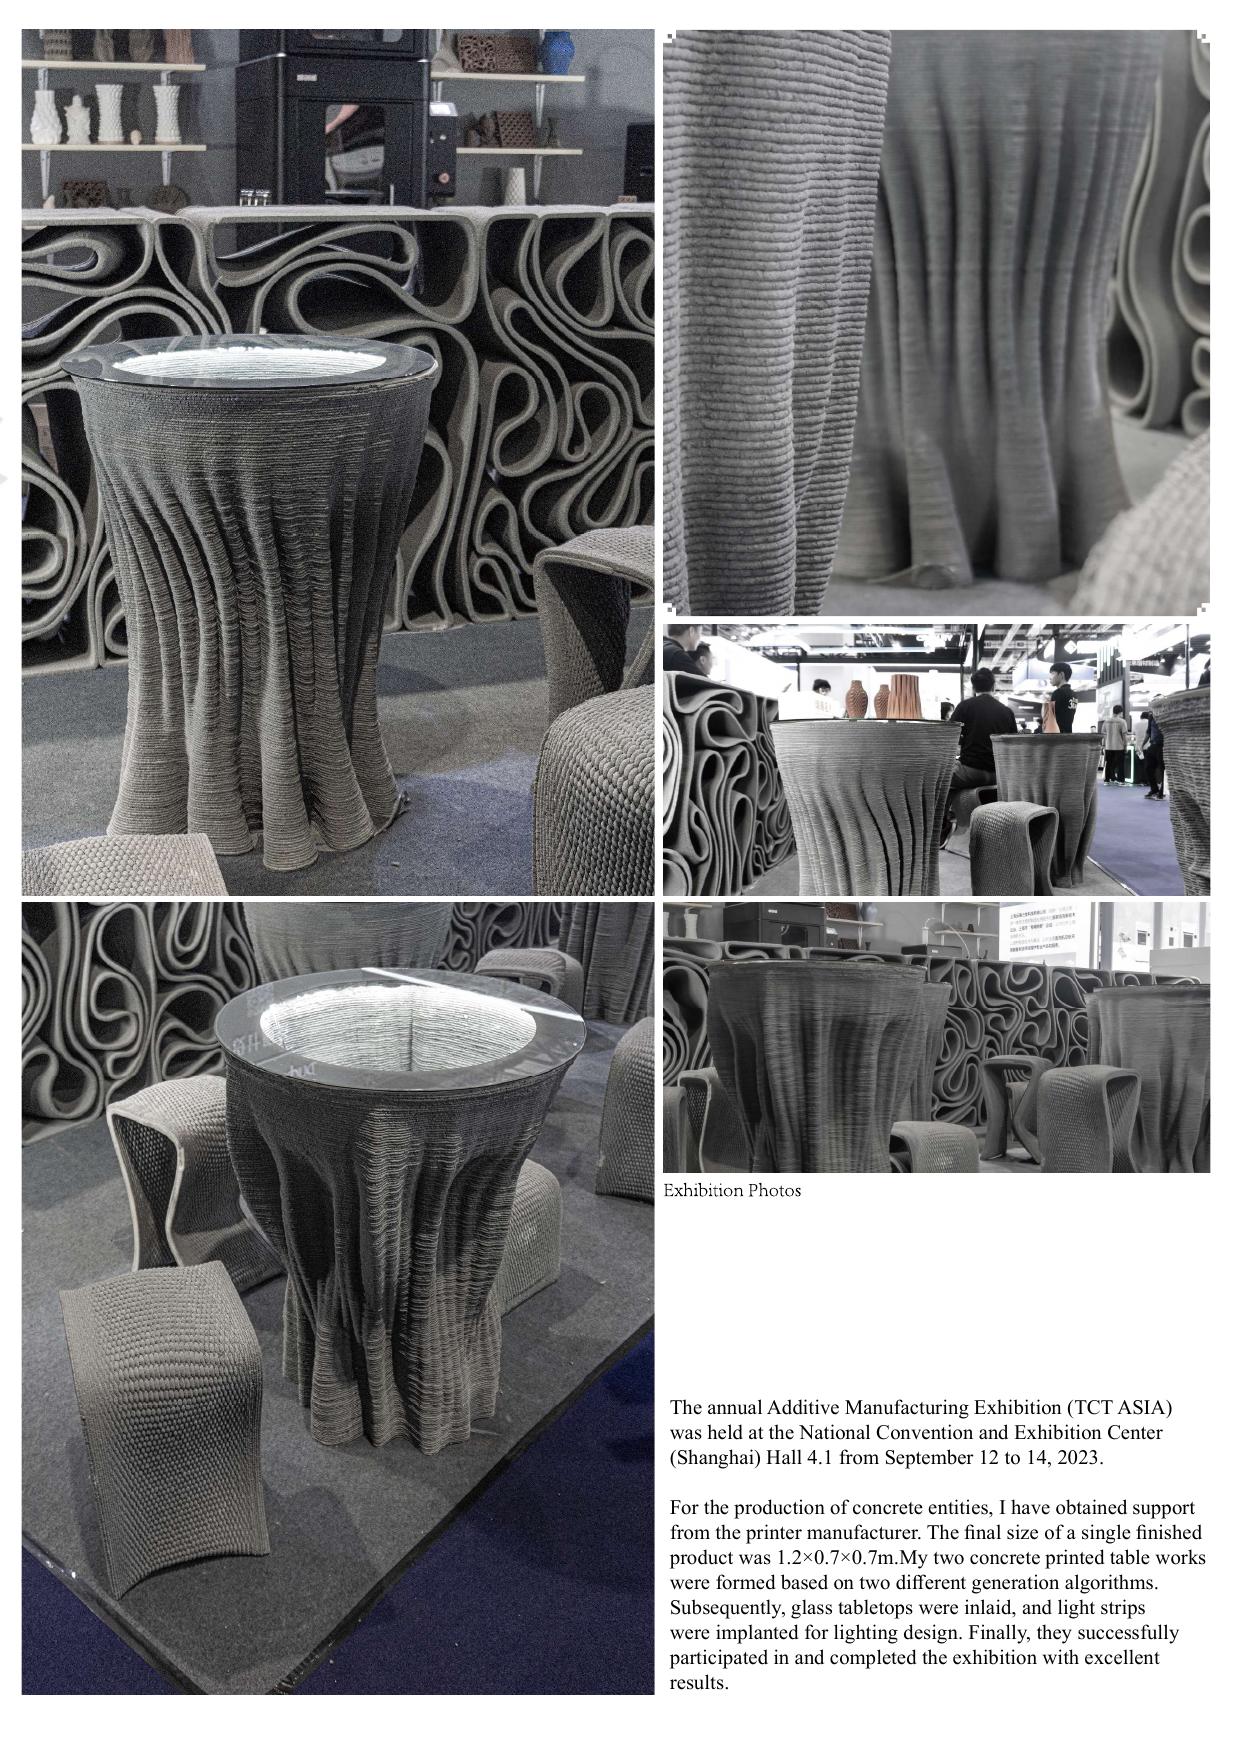 Exhibition Photos
The annual Additive Manufacturing Exhibition (TCT ASIA)
was held at the National Convention and Exhibition Center
(Shanghai) Hall 4.1 from September 12 to 14, 2023.
For the production of concrete entities, I have obtained support
from the printer manufacturer. The final size of a single finished
product was 1.2×0.7×0.7m.My two concrete printed table works
were formed based on two different generation algorithms.
Subsequently, glass tabletops were inlaid, and light strips
were implanted for lighting design. Finally, they successfully
participated in and completed the exhibition with excellent
results.